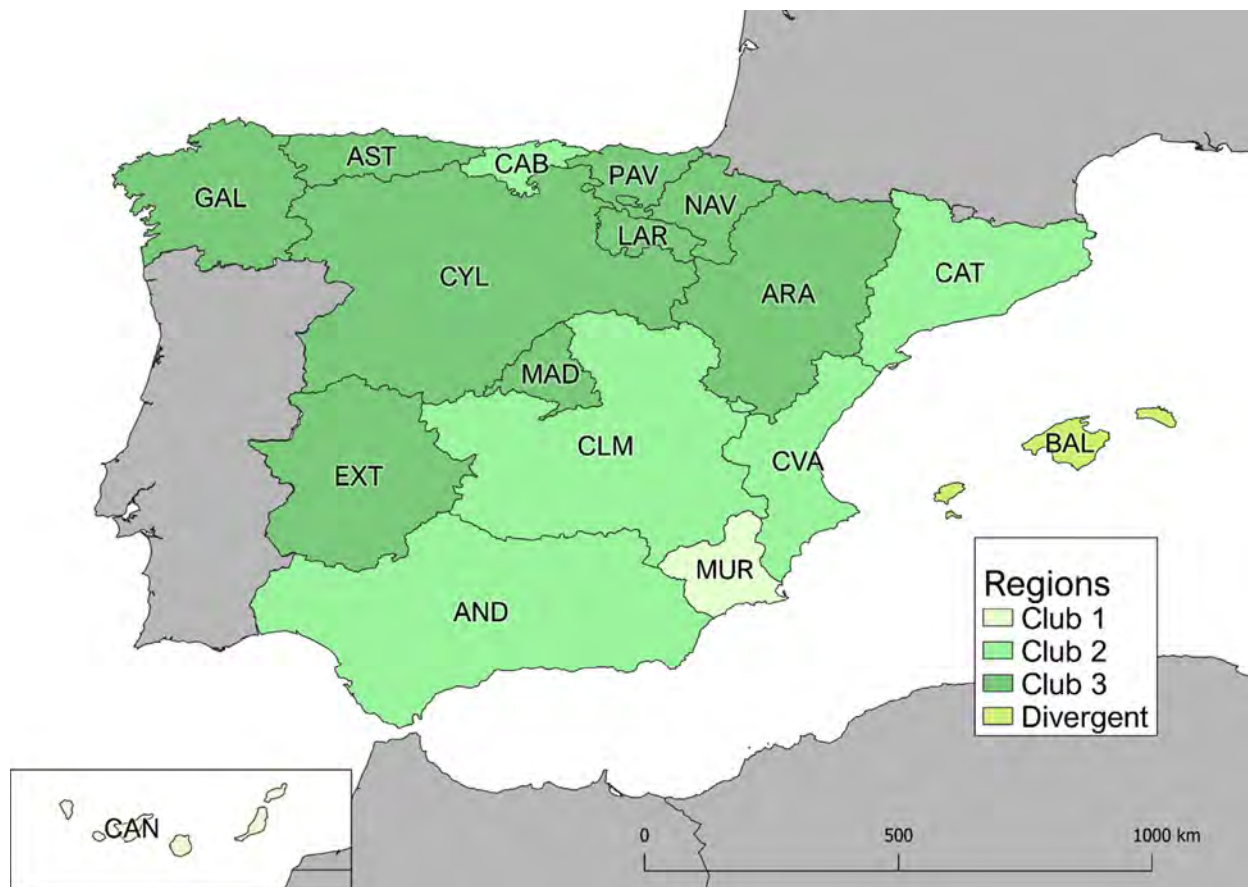 AST
CAB
PAV
GAL
NAV
LAR
CYL
CAT
ARA
MAD
BAL
CLM
CVA
EXT
MUR
AND
Regions
Club 1
Club 2
Club 3
Divergent
CAN
0 500 1000 km